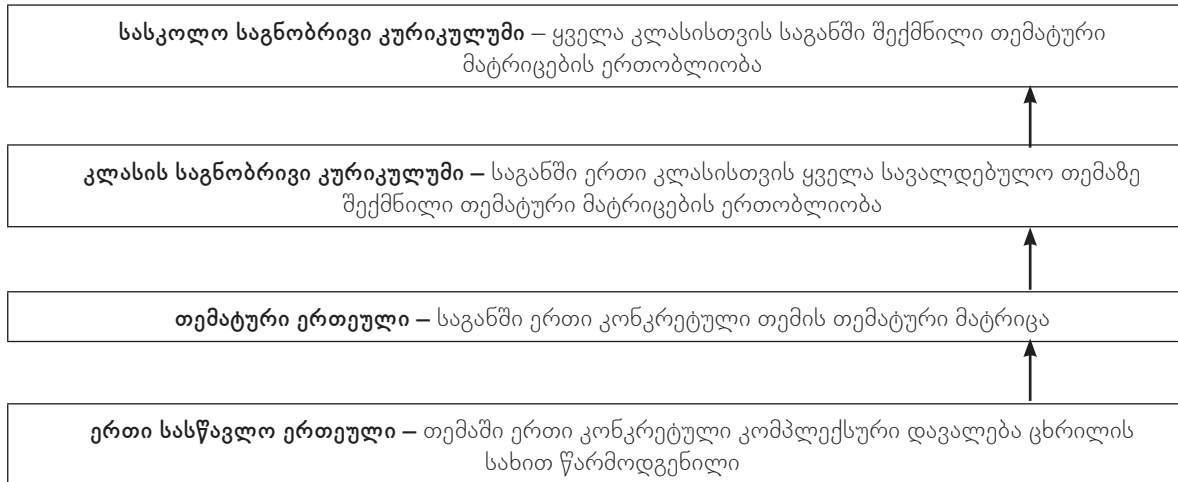 სასკოლო საგნობრივი კურიკულუმი – ყველა კლასისთვის საგანში შექმნილი თემატური
მატრიცების ერთობლიობა
კლასის საგნობრივი კურიკულუმი – საგანში ერთი კლასისთვის ყველა სავალდებულო თემაზე
შექმნილი თემატური მატრიცების ერთობლიობა
თემატური ერთეული – საგანში ერთი კონკრეტული თემის თემატური მატრიცა
ერთი სასწავლო ერთეული – თემაში ერთი კონკრეტული კომპლექსური დავალება ცხრილის
სახით წარმოდგენილი